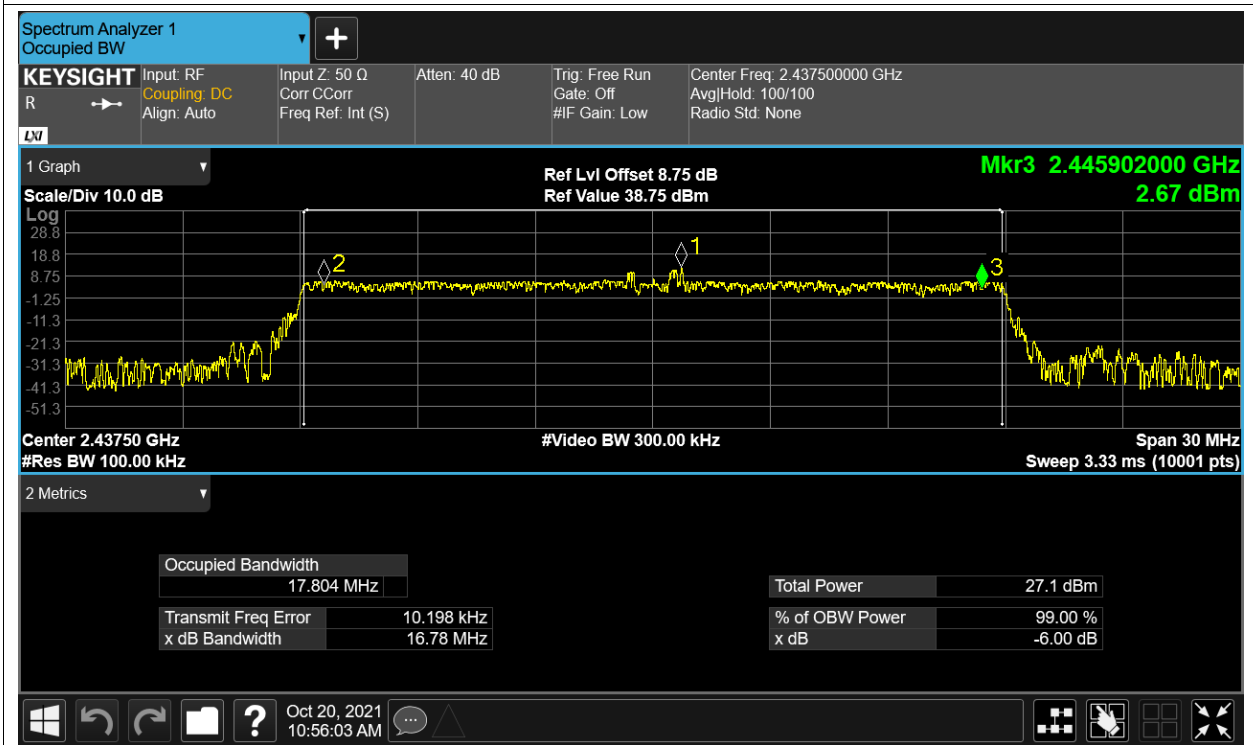 Spectrum Analyzer 1
Occupied BW
KEYSIGHT
R
LXI
Input: RF
Coupling: DC
Align: Auto
Input Z: 50 Ω
Corr CCorr
Freq Ref: Int (S)
Atten: 40 dB
Trig: Free Run
Gate: Off
#IF Gain: Low
Center Freq: 2.437500000 GHz
Avg|Hold: 100/100
Radio Std: None
1 Graph
Scale/Div 10.0 dB
Ref Lvl Offset 8.75 dB
Ref Value 38.75 dBm
Mkr3 2.445902000 GHz
2.67 dBm
Log
28.8
18.8
8.75
-1.25
-11.3
-21.3
-31.3
-41.3
-51.3
2
1
3
Center 2.43750 GHz
#Video BW 300.00 kHz
Span 30 MHz
#Res BW 100.00 kHz
Sweep 3.33 ms (10001 pts)
2 Metrics
Occupied Bandwidth
17.804 MHz
Total Power 27.1 dBm
Transmit Freq Error 10.198 kHz
% of OBW Power 99.00 %
x dB Bandwidth 16.78 MHz
x dB -6.00 dB
?
Oct 20, 2021
10:56:03 AM